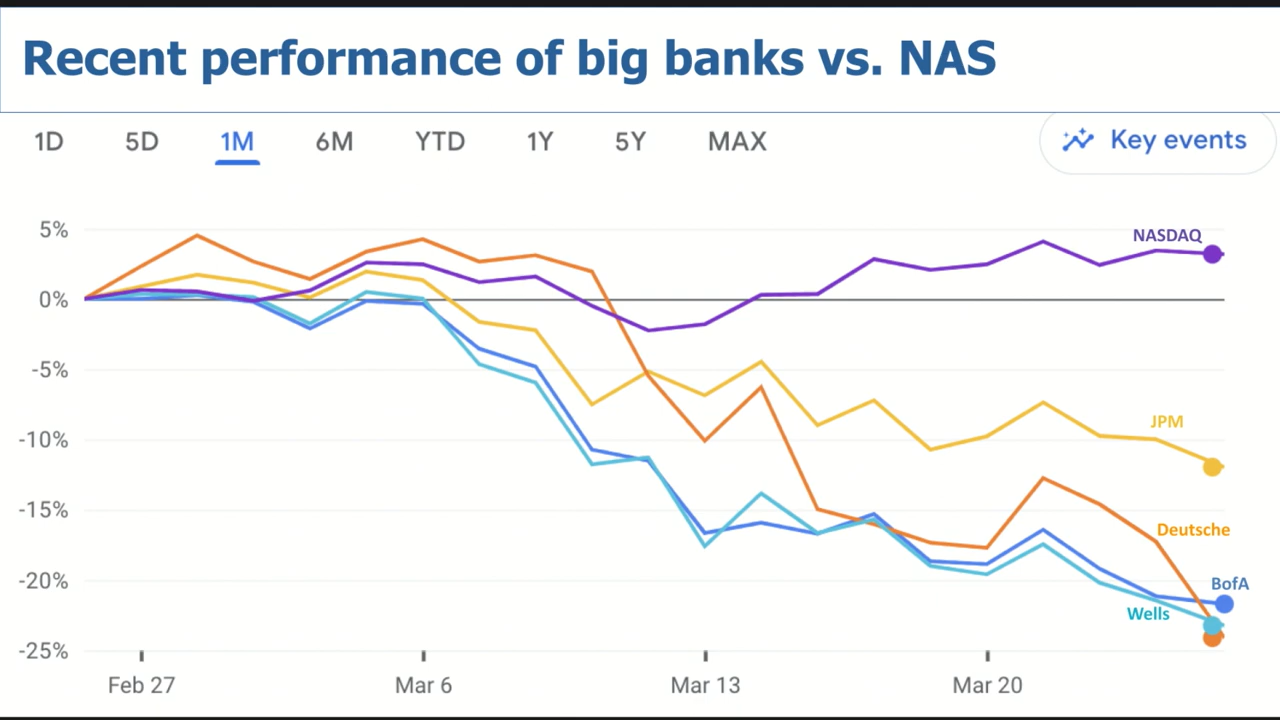 Recent performance of big banks vs. NAS
1D 5D 1M 6M YTD 1Y 5Y MAX
Key events
5%
0%
-5%
-10%
-15%
-20%
-25%
NASDAQ
JPM
Deutsche
BofA
Wells
Feb 27 Mar 6 Mar 13 Mar 20